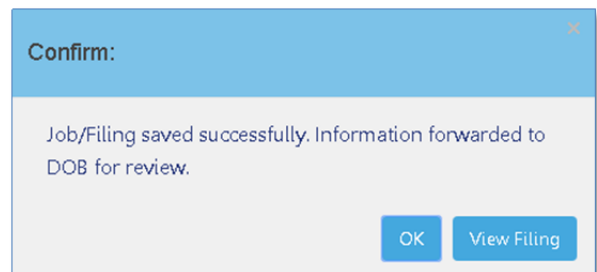 Confirm:
Job/Filing saved successfully. Information forwarded to
DOB for review.
OK
View Filing